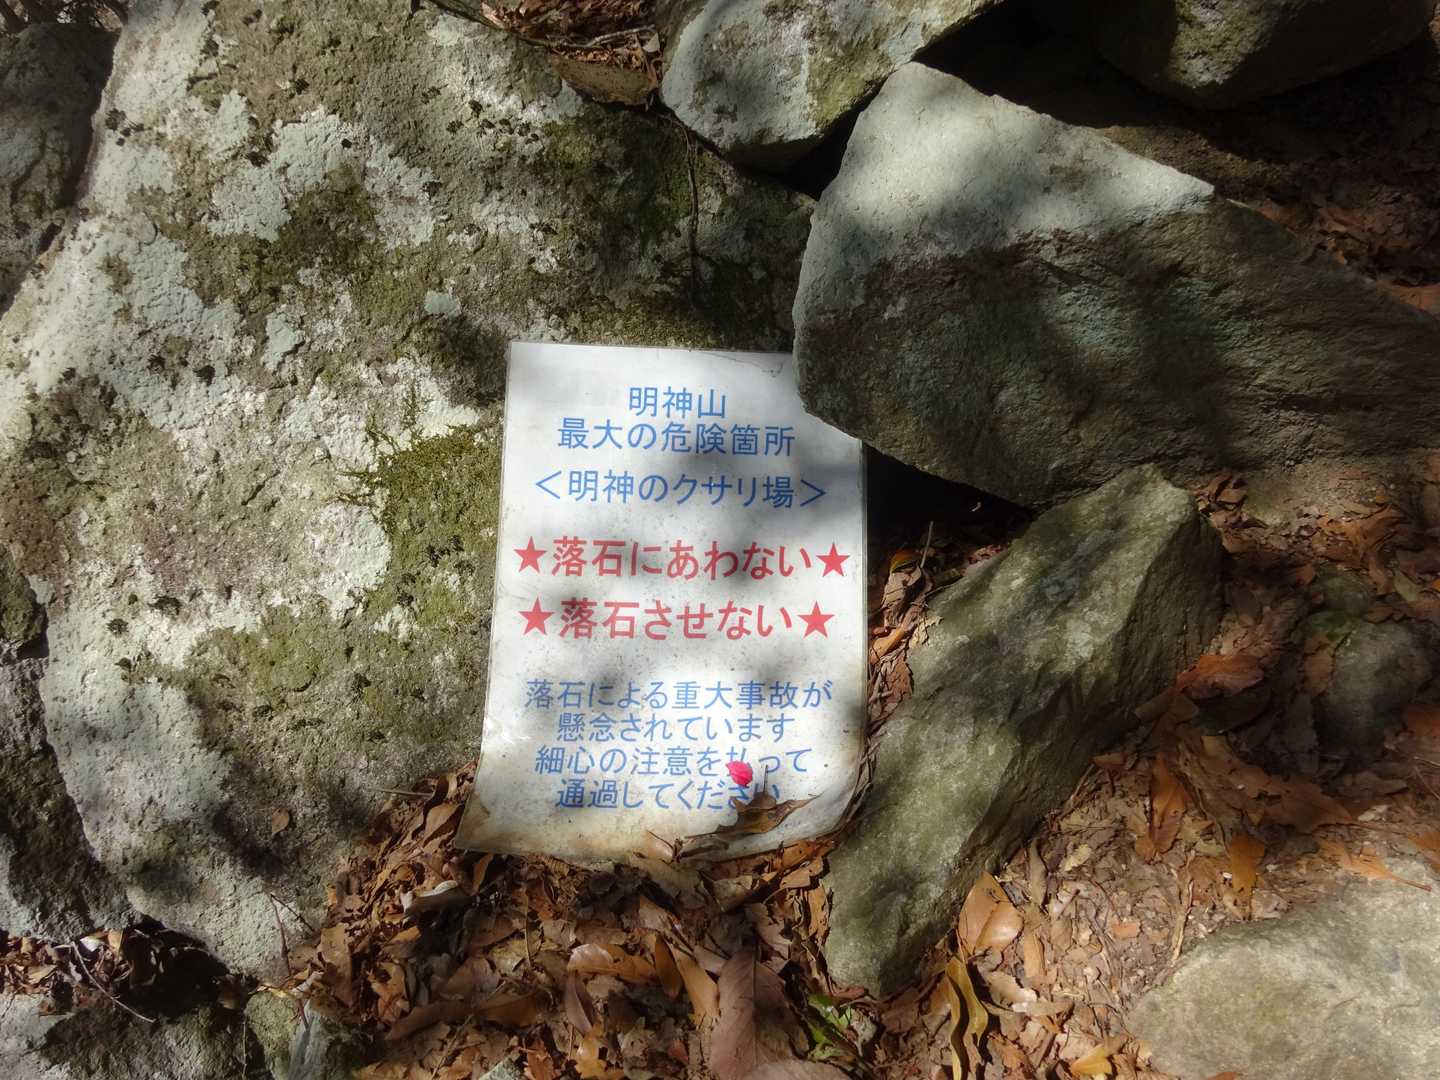 明神山
最大の危険箇所
＜明神のクサリ場＞
★落石にあわない★
★落石させない★
落石による重大事故が
懸念されています
細心の注意を払って
通過してください